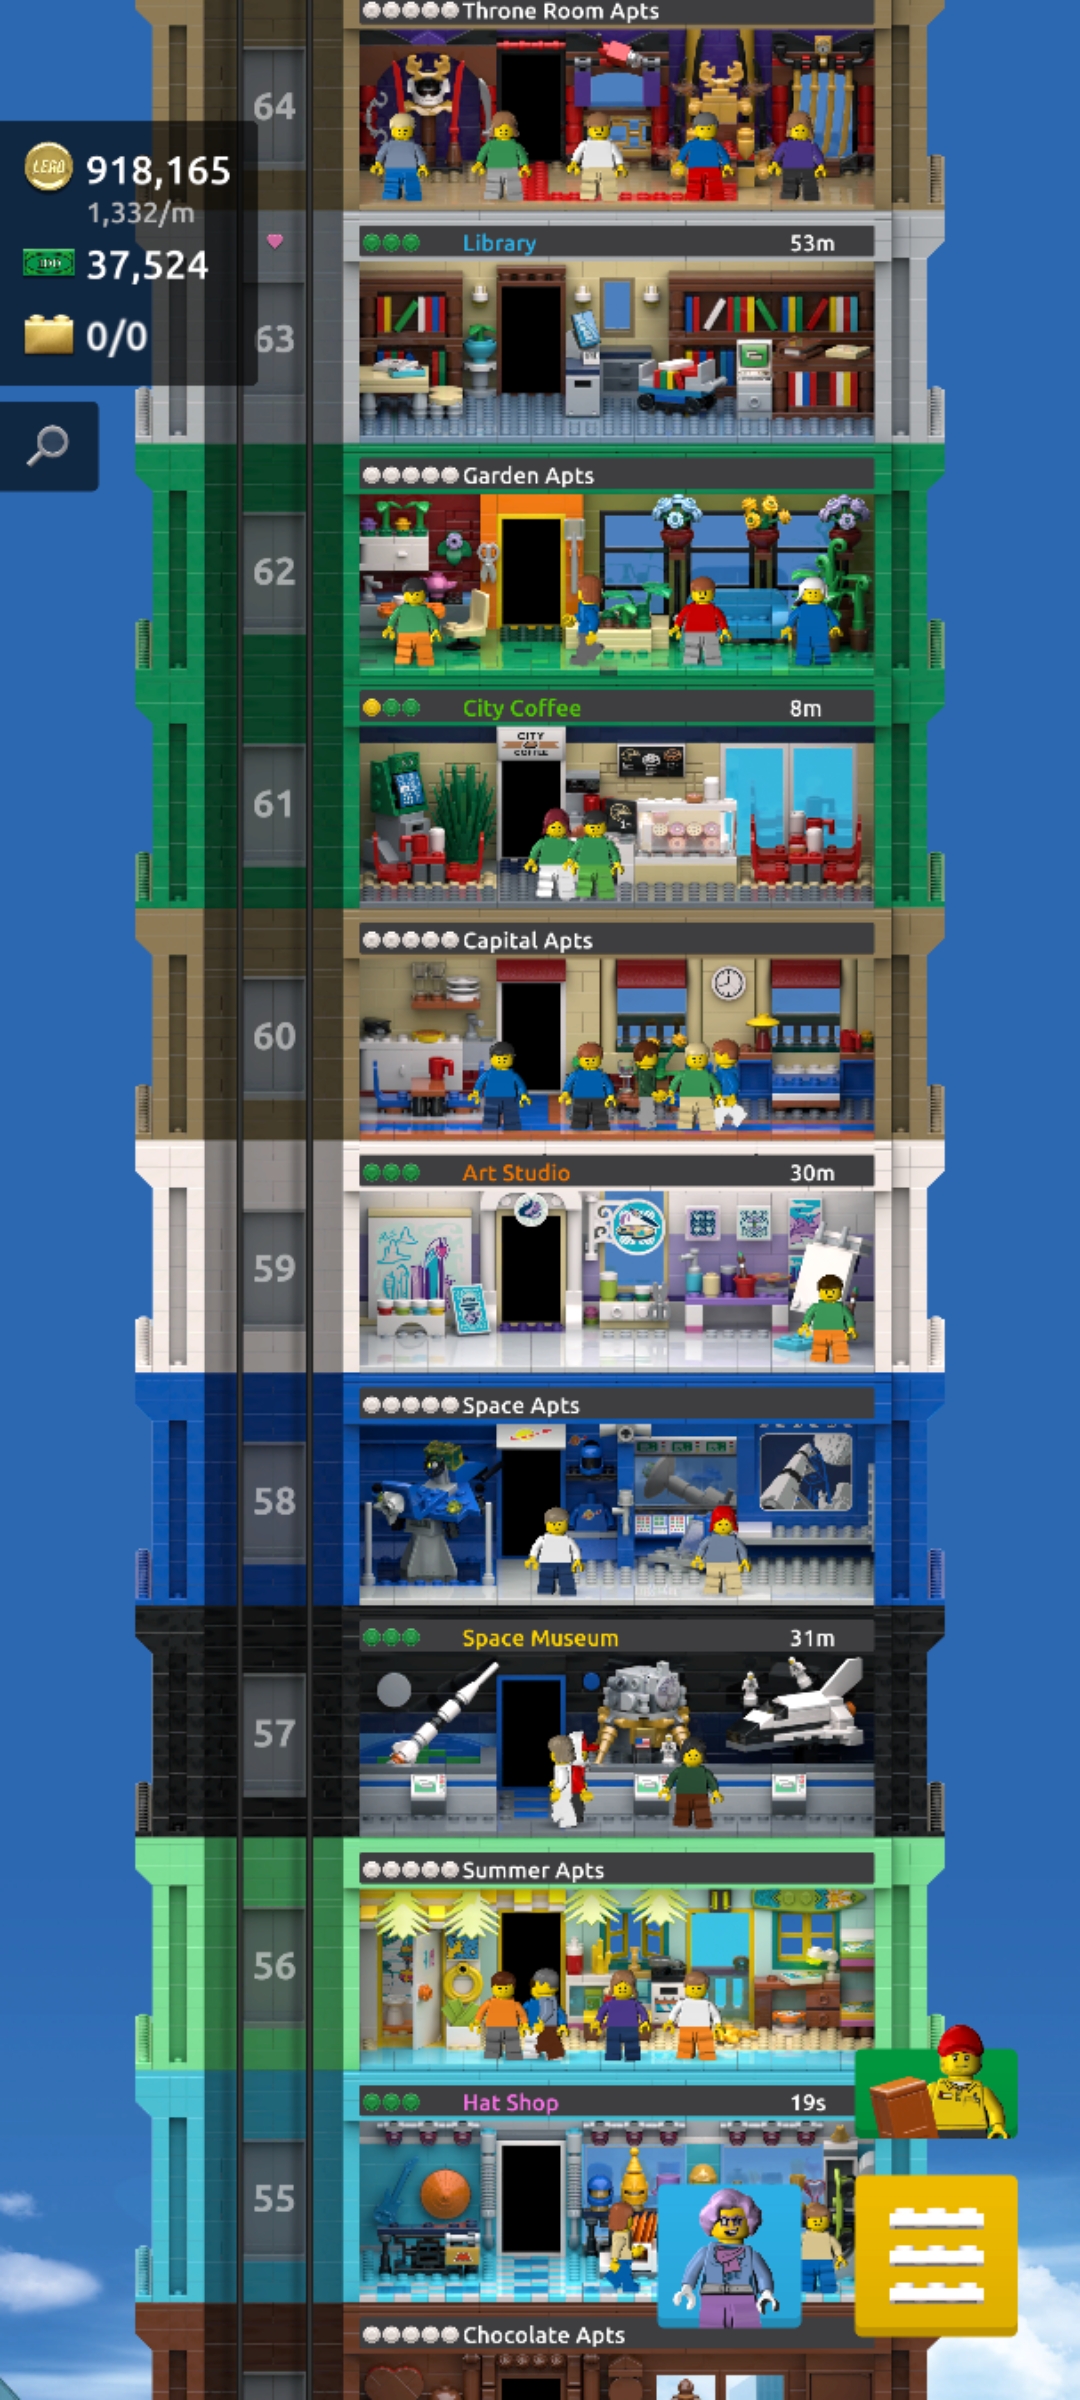 Throne Room Apts
64
LEGO
918,165
1,332/m
37,524
0/0
Library 53m
63
Garden Apts
62
City Coffee 8m
CITY
COFFEE
61
Capital Apts
60
Art Studio 30m
59
Space Apts
58
Space Museum 31m
57
Summer Apts
56
Hat Shop 19s
55
Chocolate Apts